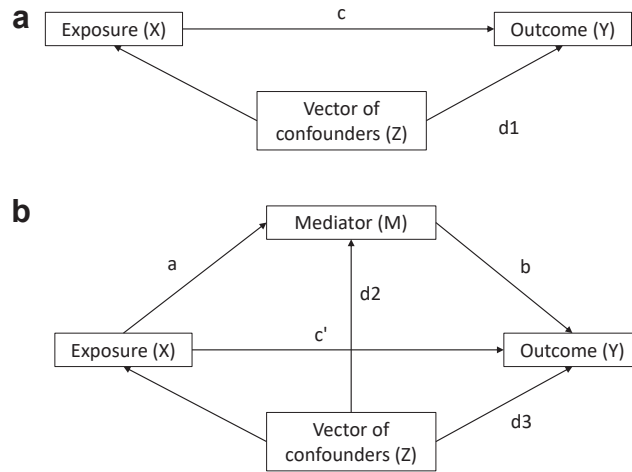 a
Exposure (X)
c
Outcome (Y)
Vector of
confounders (Z)
d1
b
Mediator (M)
a
b
d2
Exposure (X)
c'
Outcome (Y)
Vector of
confounders (Z)
d3